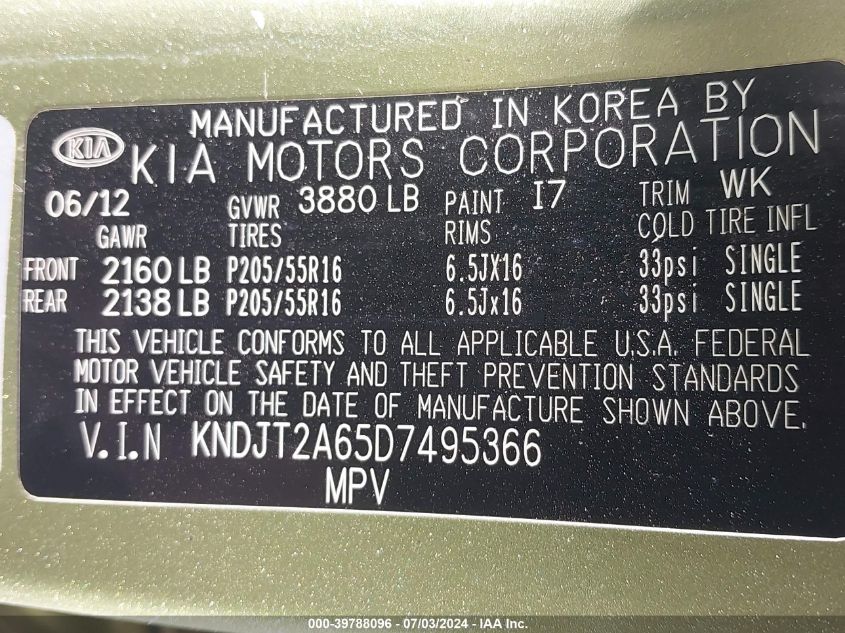 MANUFACTURED IN KOREA BY
KIA KIA MOTORS CORPORATION
06/12 GVWR 3880 LB PAINT I7 TRIM WK
GAWR TIRES RIMS COLD TIRE INFL
FRONT 2160 LB P205/55R16 6.5JX16 33psi SINGLE
REAR 2138 LB P205/55R16 6.5Jx16 33psi SINGLE
THIS VEHICLE CONFORMS TO ALL APPLICABLE U.S.A. FEDERAL
MOTOR VEHICLE SAFETY AND THEFT PREVENTION STANDARDS
IN EFFECT ON THE DATE OF MANUFACTURE SHOWN ABOVE.
V.I.N KNDJT2A65D7495366
MPV
000-39788096 - 07/03/2024 - IAA Inc.